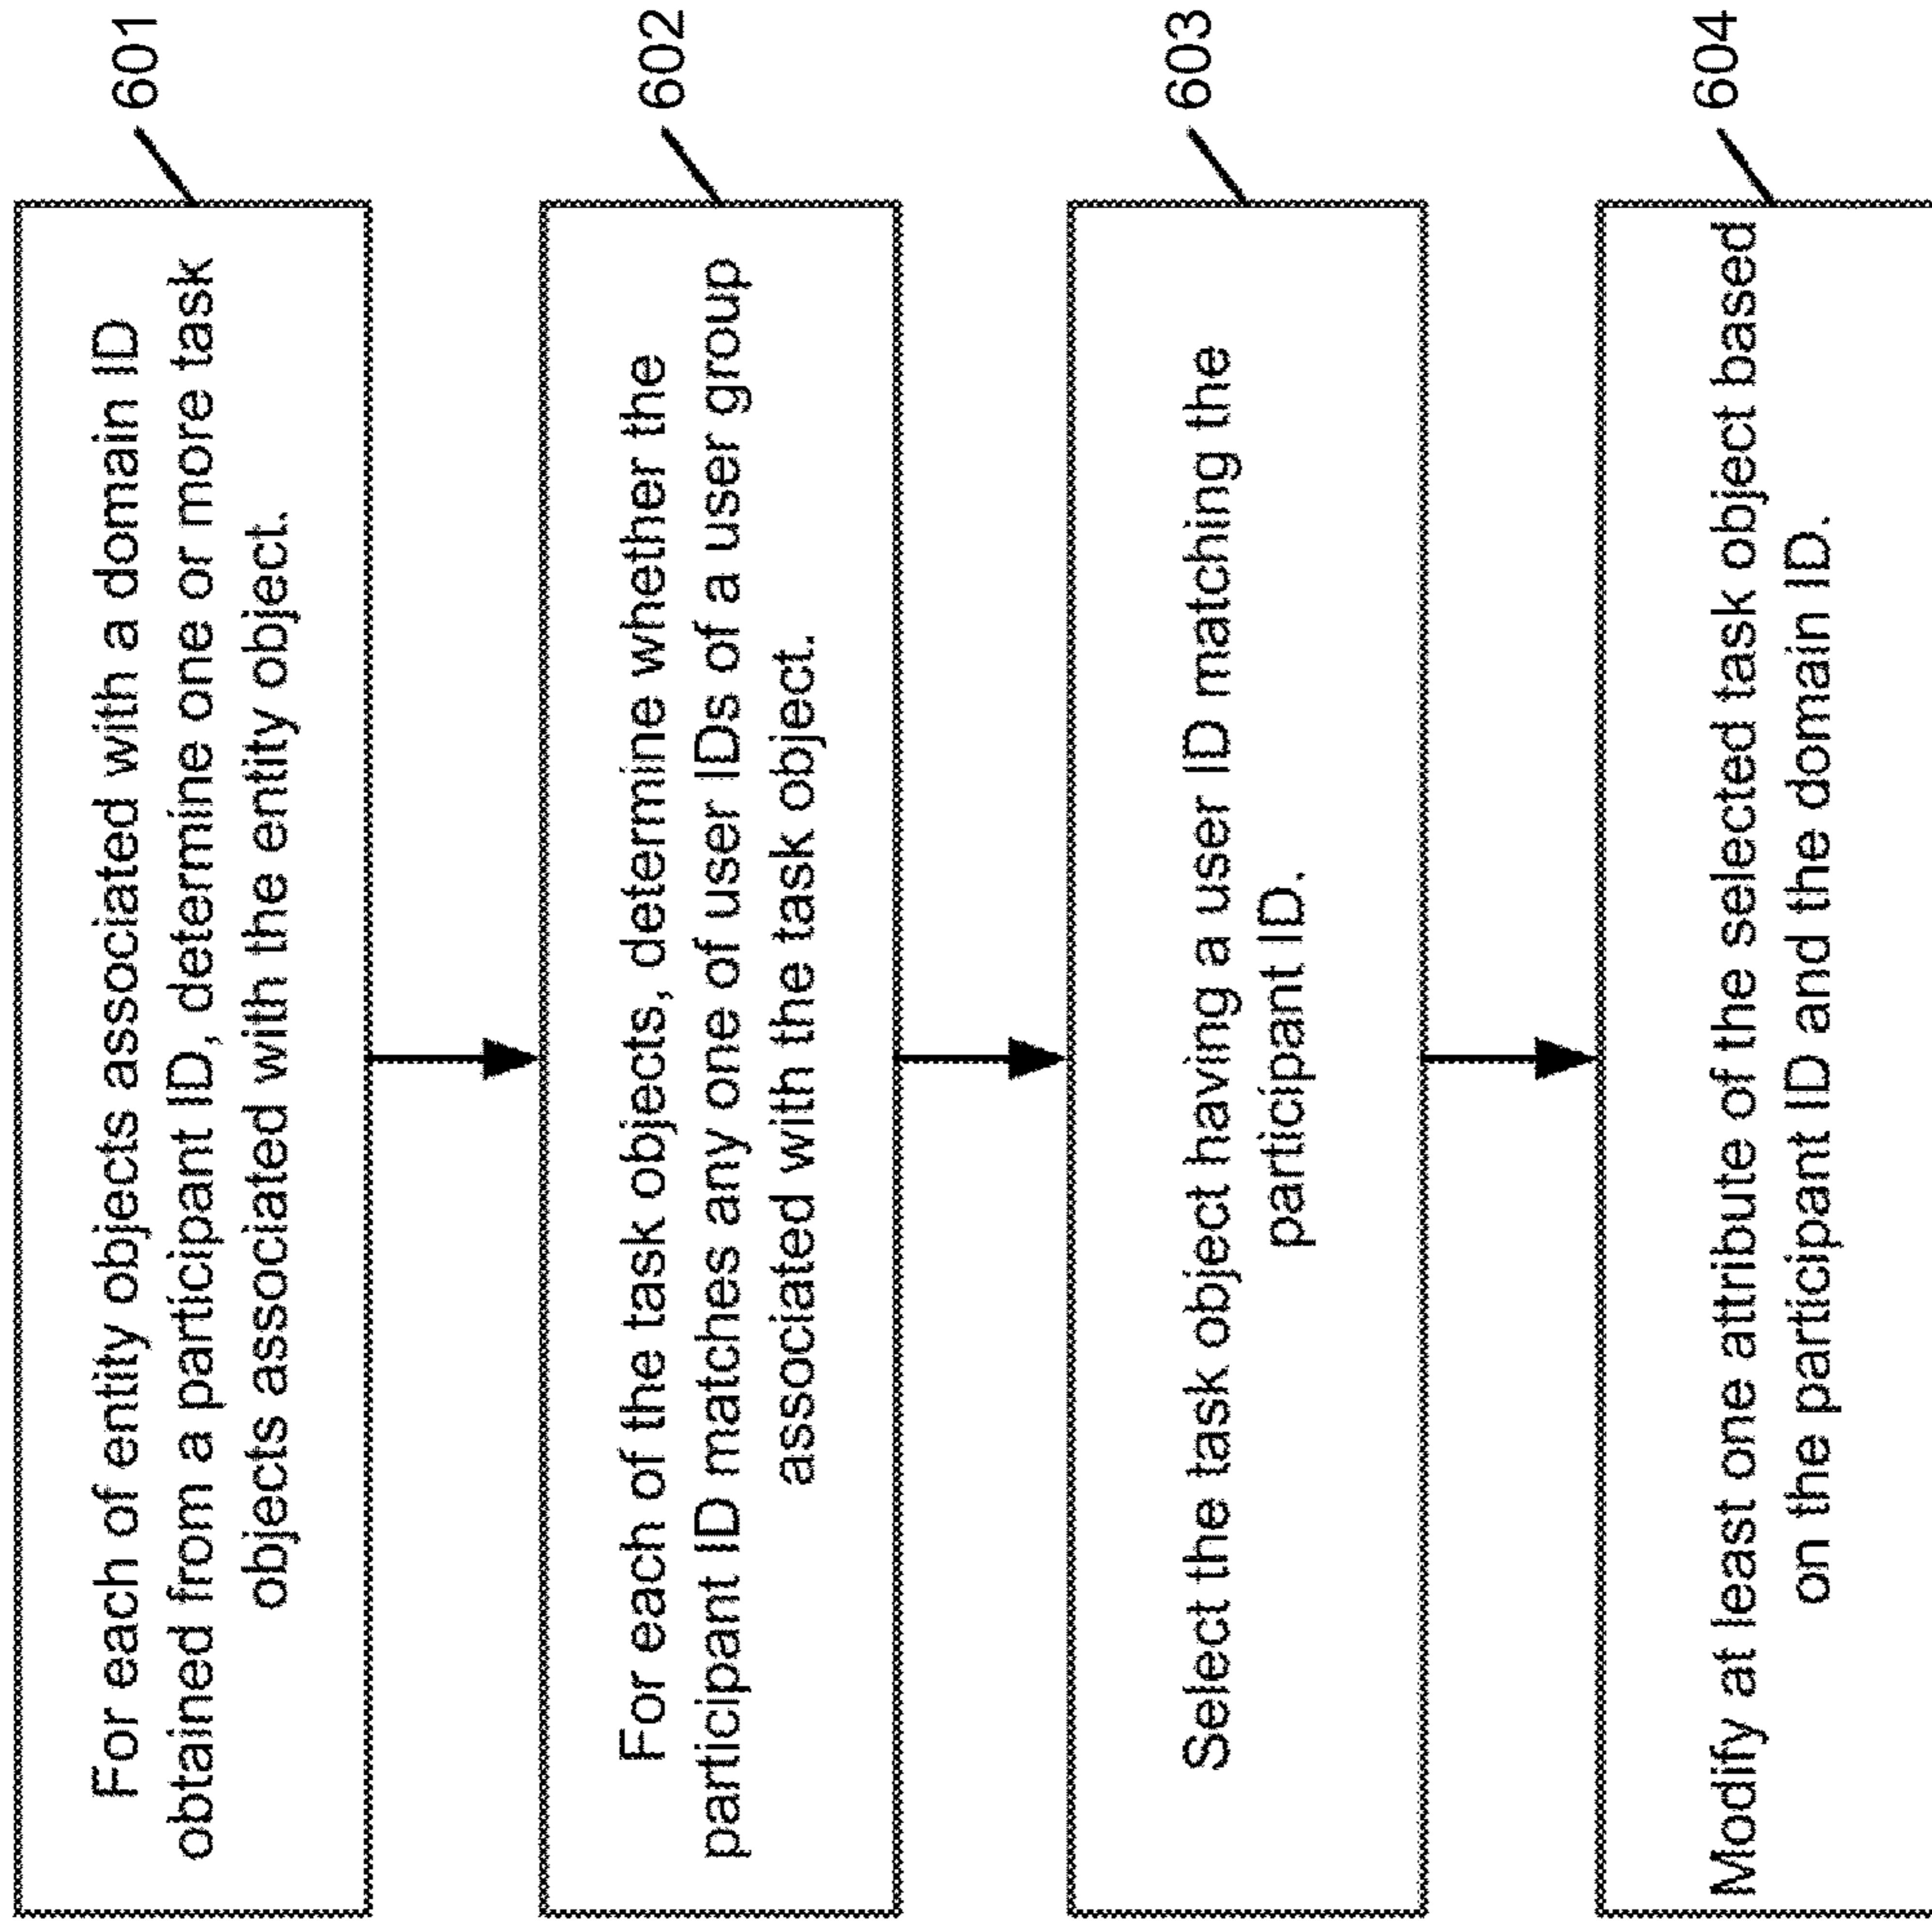 For each of entity objects associated with a domain ID
obtained from a participant ID, determine one or more task
objects associated with the entity object.
601
For each of the task objects, determine whether the
participant ID matches any one of user IDs of a user group
associated with the task object.
602
Select the task object having a user ID matching the
participant ID.
603
Modify at least one attribute of the selected task object based
on the participant ID and the domain ID.
604